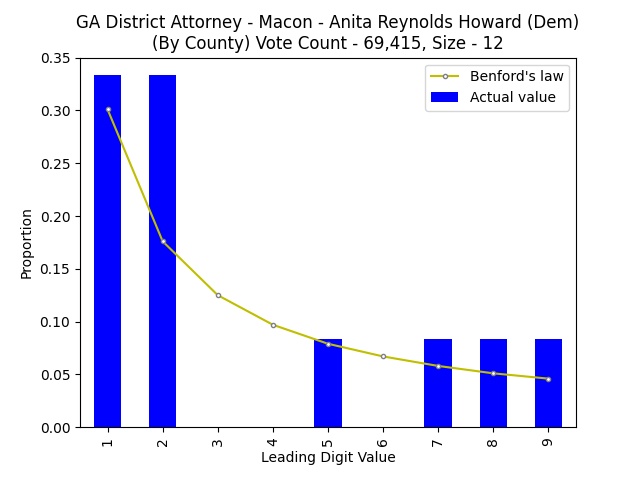 GA District Attorney - Macon - Anita Reynolds Howard (Dem)
(By County) Vote Count - 69,415, Size - 12
Benford's law
Actual value
0.35
0.30
0.25
0.20
0.15
0.10
0.05
0.00
Proportion
1 2 3 4 5 6 7 8 9
Leading Digit Value